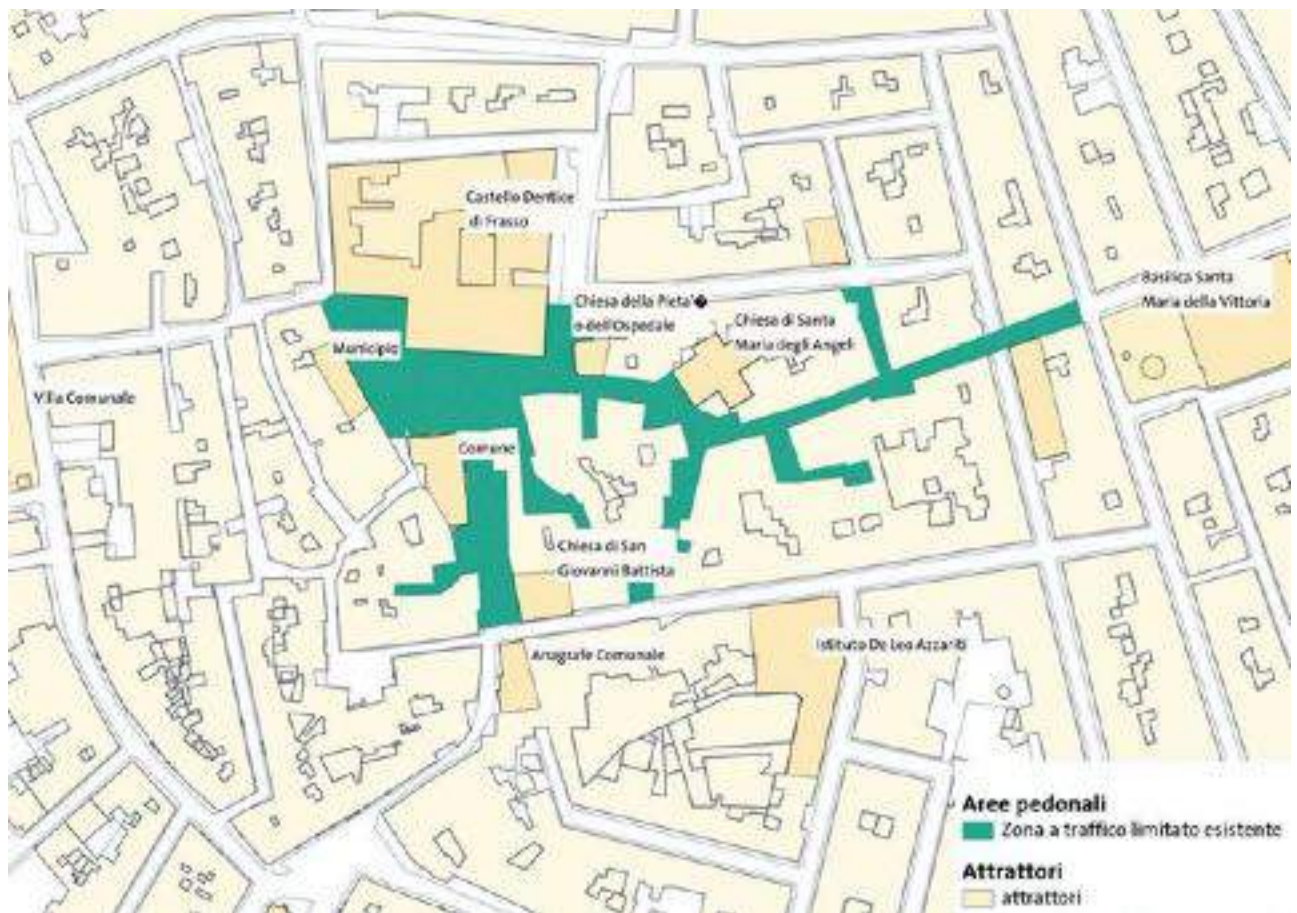 Castello Dentice
di Frasso
Basilica Santa
Maria della Vittoria
Chiesa della Pieta'�
o dell'Ospedale
Chiesa di Santa
Maria degli Angeli
Municipio
Villa Comunale
Comune
Chiesa di San
Giovanni Battista
Anagrafe Comunale
Istituto De Leo Azzariti
Aree pedonali
Zona a traffico limitato esistente
Attrattori
attrattori